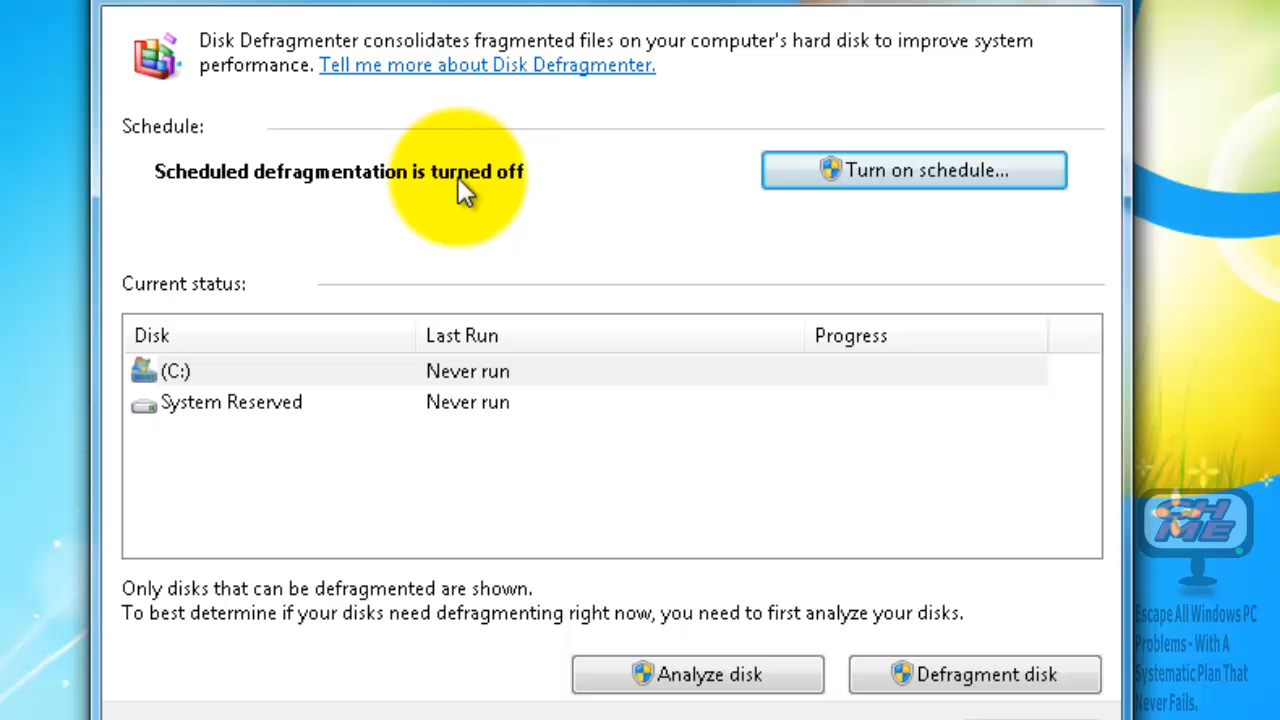 Disk Defragmenter consolidates fragmented files on your computer's hard disk to improve system
performance. Tell me more about Disk Defragmenter.
Schedule:
Scheduled defragmentation is turned off
Turn on schedule...
Current status:
Disk Last Run Progress
(C:) Never run
System Reserved Never run
Only disks that can be defragmented are shown.
To best determine if your disks need defragmenting right now, you need to first analyze your disks.
Analyze disk Defragment disk
CH
ME
Escape All Windows PC
Problems - With A
Systematic Plan That
Never Fails.